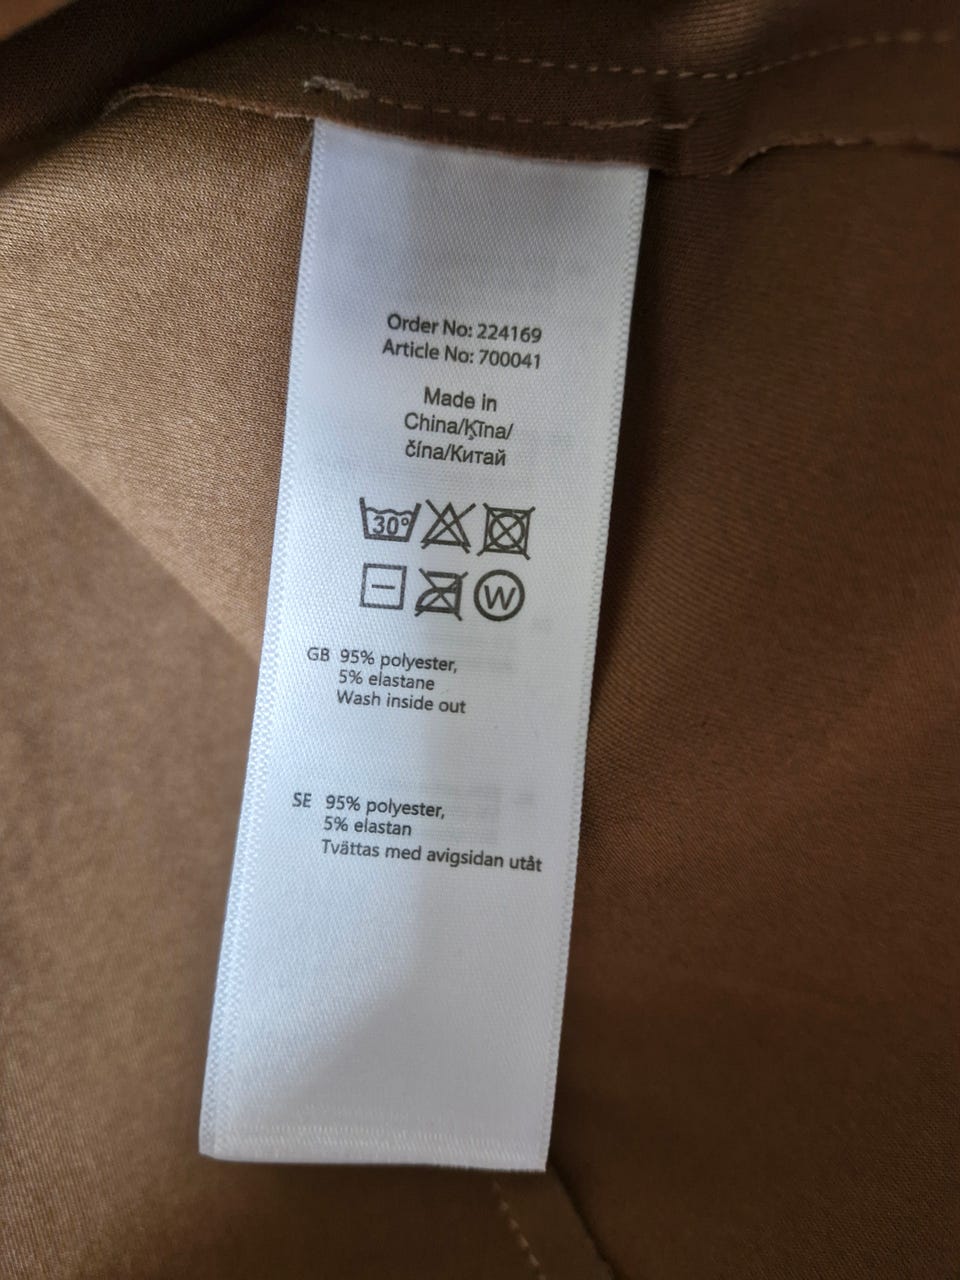 Order No: 224169
Article No: 700041
Made in
China/Ķīna/
čína/Китай
30°
W
GB 95% polyester,
5% elastane
Wash inside out
SE 95% polyester,
5% elastan
Tvättas med avigsidan utåt